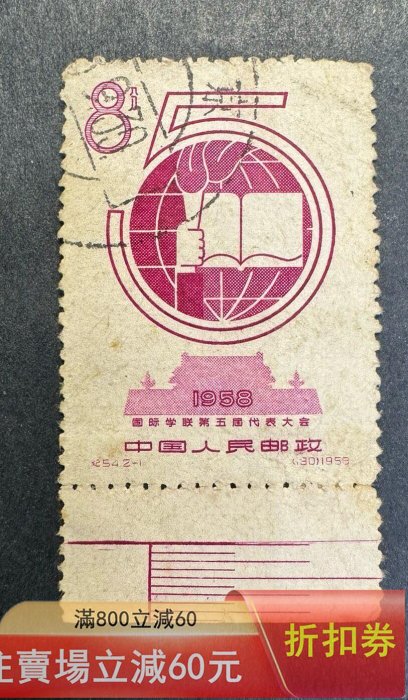 8分
1958
国际学联第五届代表大会
中国人民邮政
纪54.2-1 (180)1958
滿800立減60
注賣場立減60元
折扣券